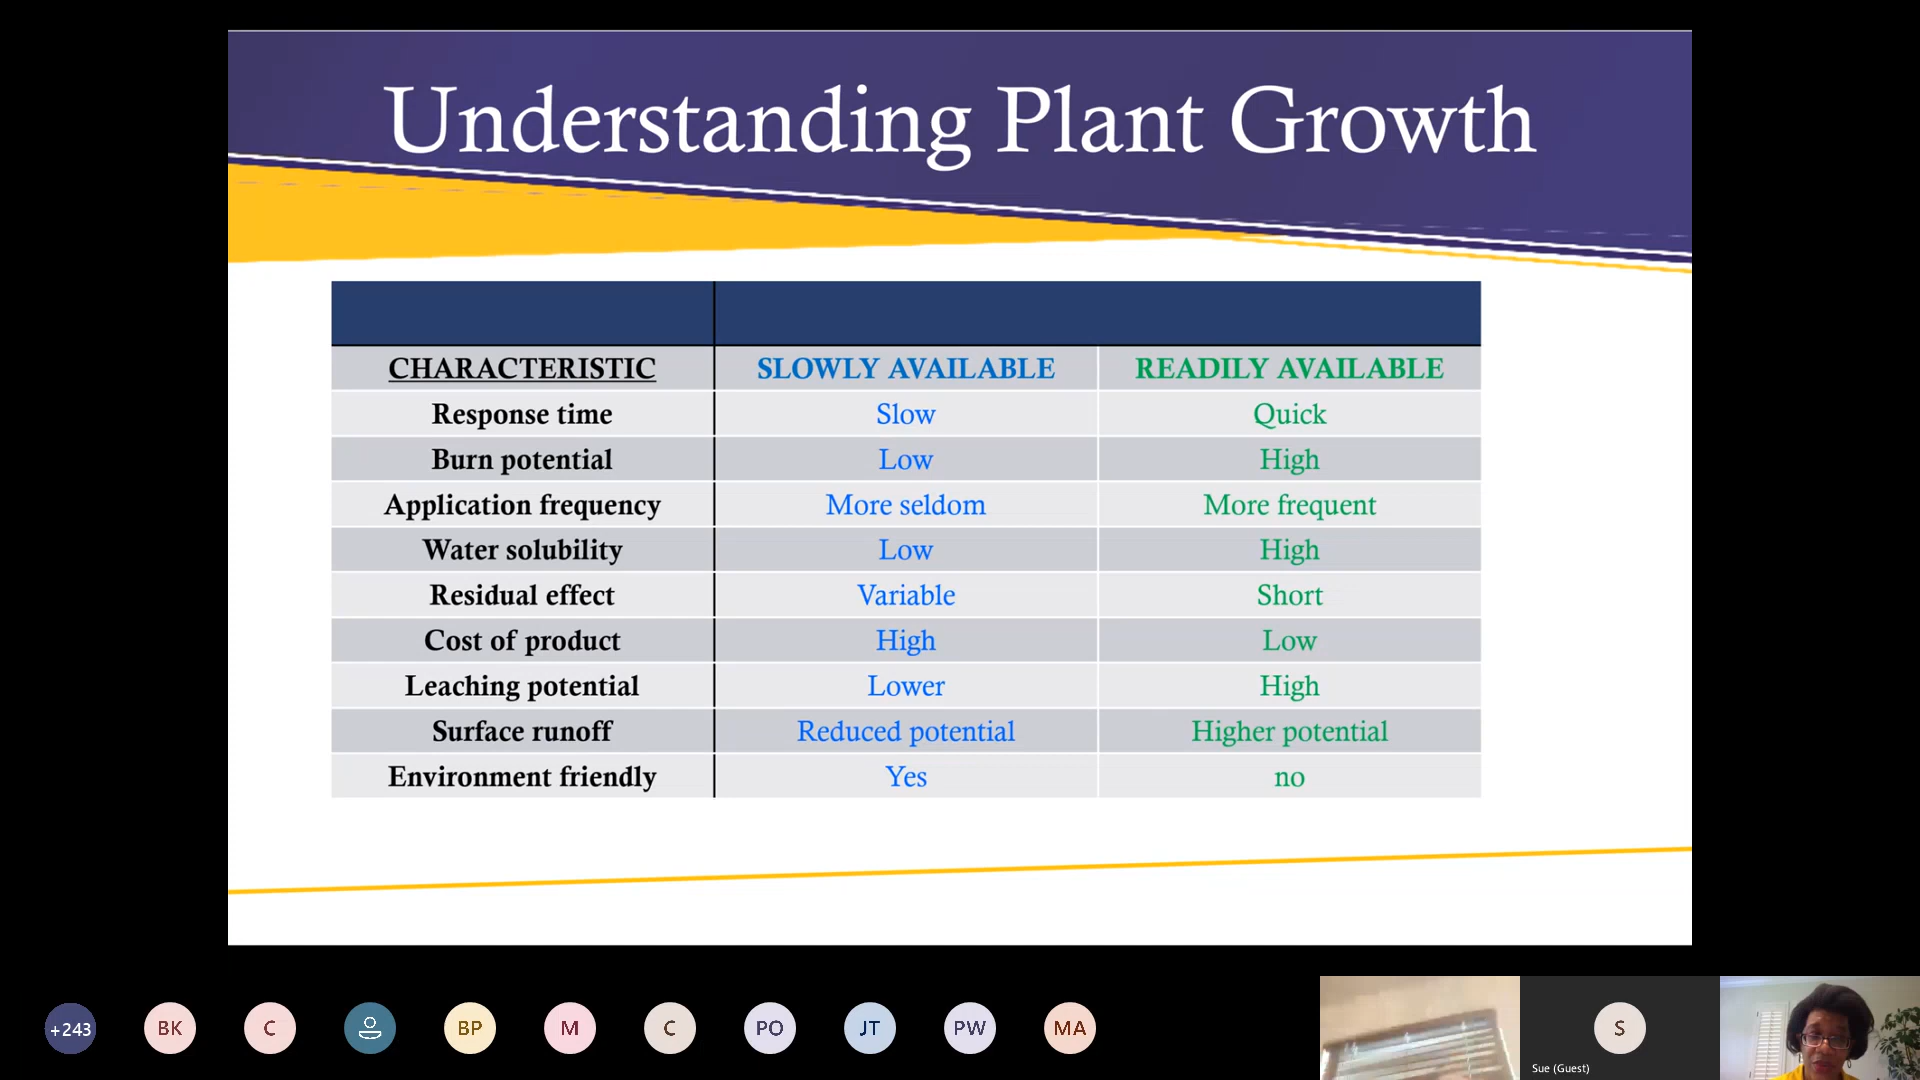 Understanding Plant Growth
CHARACTERISTIC SLOWLY AVAILABLE READILY AVAILABLE
Response time Slow Quick
Burn potential Low High
Application frequency More seldom More frequent
Water solubility Low High
Residual effect Variable Short
Cost of product High Low
Leaching potential Lower High
Surface runoff Reduced potential Higher potential
Environment friendly Yes no
+243 BK C BP M C PO JT PW MA S
Sue (Guest)